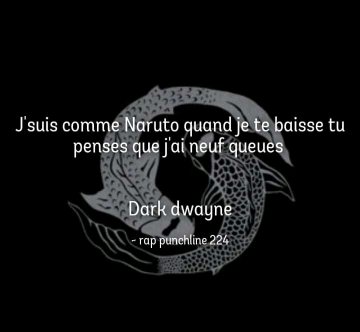 J'suis comme Naruto quand je te baisse tu
penses que j'ai neuf queues
Dark dwayne
~ rap punchline 224